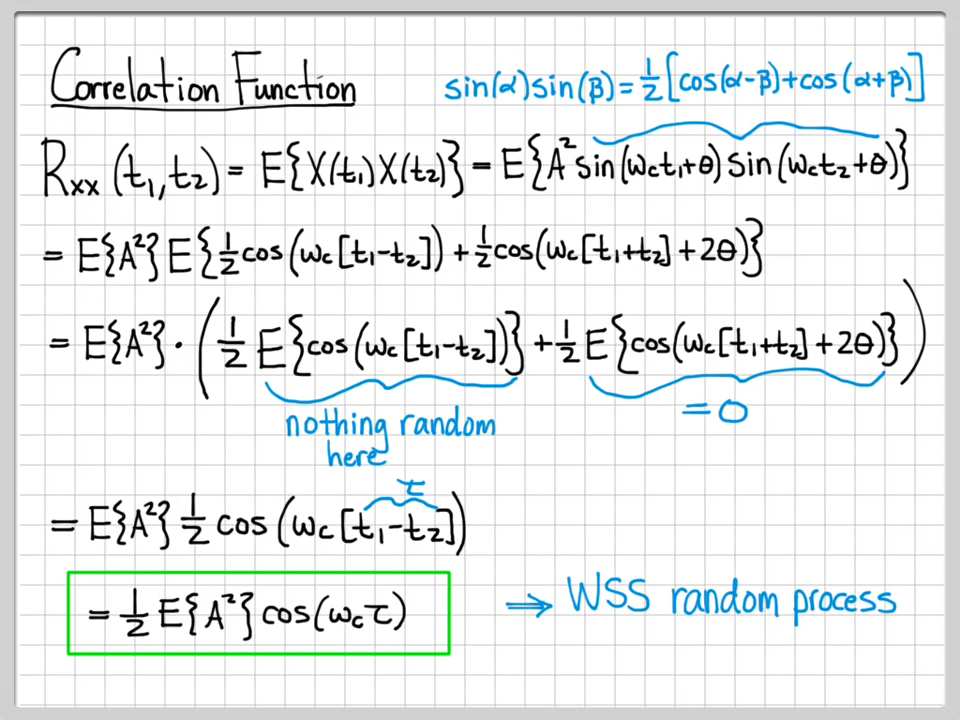 Correlation Function
sin(α)sin(β)=½[cos(α-β)+cos(α+β)]
Rxx(t₁,t₂) = E{X(t₁)X(t₂)} = E{A² sin(ωct₁+θ) sin(ωct₂+θ)}
= E{A²}E{½cos(ωc[t₁-t₂])+½cos(ωc[t₁+t₂]+2θ)}
= E{A²}·(½E{cos(ωc[t₁-t₂])}+½E{cos(ωc[t₁+t₂]+2θ)})
nothing random
here
= 0
τ
= E{A²}½cos(ωc[t₁-t₂])
= ½E{A²}cos(ωcτ)
⇒ WSS random process